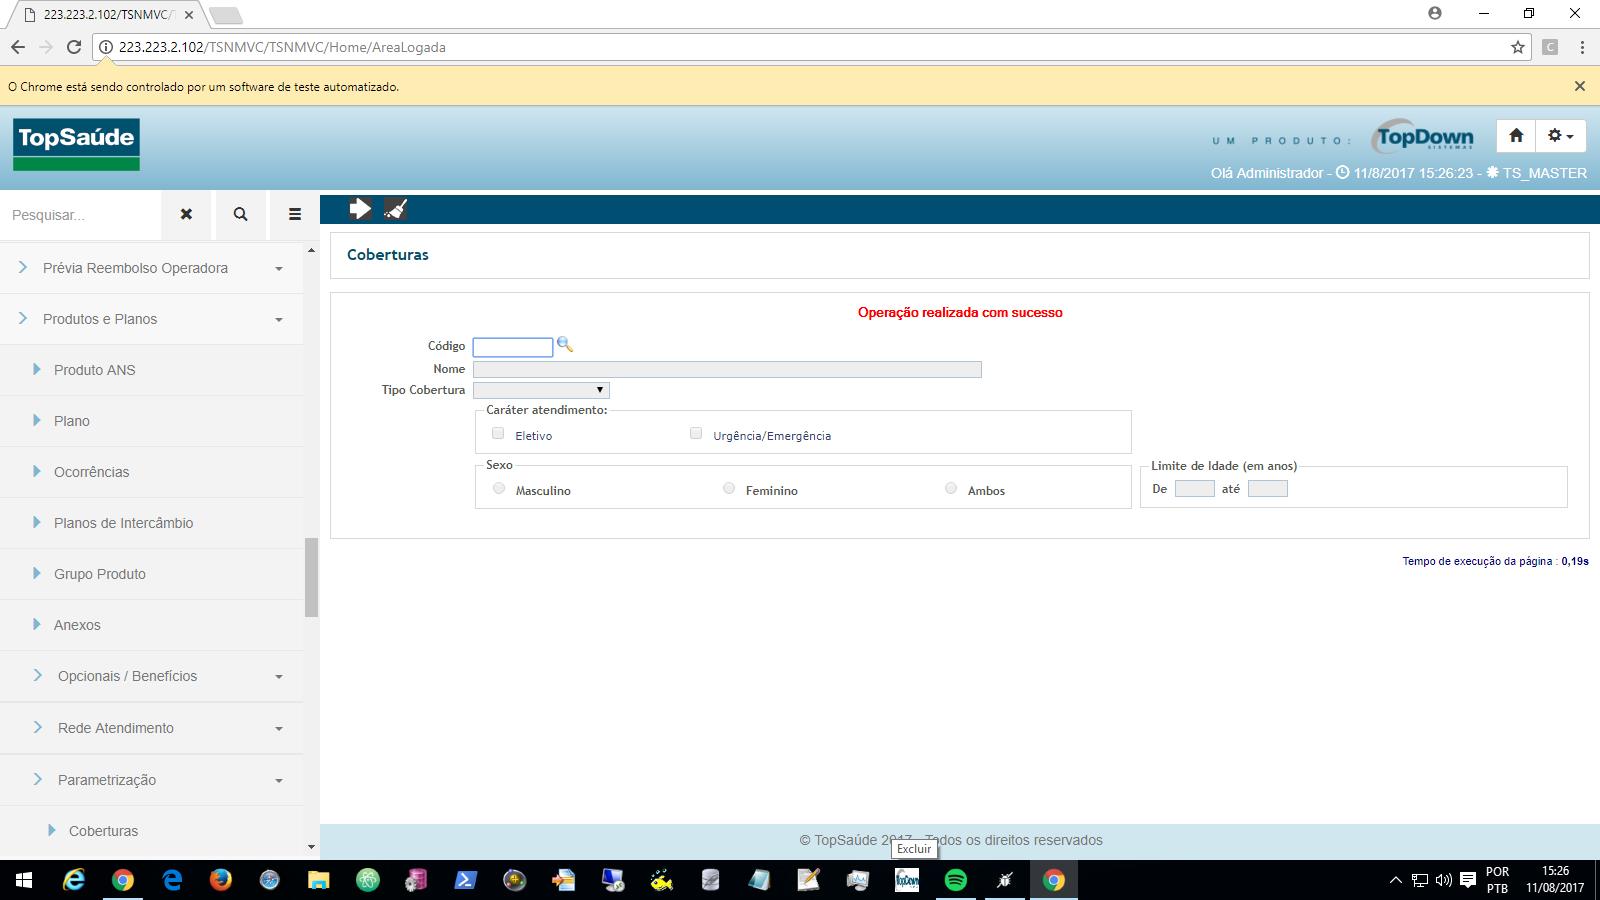 223.223.2.102/TSNMVC/T
223.223.2.102/TSNMVC/TSNMVC/Home/AreaLogada
O Chrome está sendo controlado por um software de teste automatizado.
TopSaúde
UM PRODUTO:
TopDown
SISTEMAS
Olá Administrador - 11/8/2017 15:26:23 - TS_MASTER
Pesquisar...
Prévia Reembolso Operadora
Produtos e Planos
Produto ANS
Plano
Ocorrências
Planos de Intercâmbio
Grupo Produto
Anexos
Opcionais / Benefícios
Rede Atendimento
Parametrização
Coberturas
Coberturas
Operação realizada com sucesso
Código
Nome
Tipo Cobertura
Caráter atendimento:
Eletivo Urgência/Emergência
Sexo
Masculino Feminino Ambos
Limite de Idade (em anos)
De até
Tempo de execução da página : 0,19s
© TopSaúde 2017 - Todos os direitos reservados
Excluir
TopDown
POR
PTB
15:26
11/08/2017